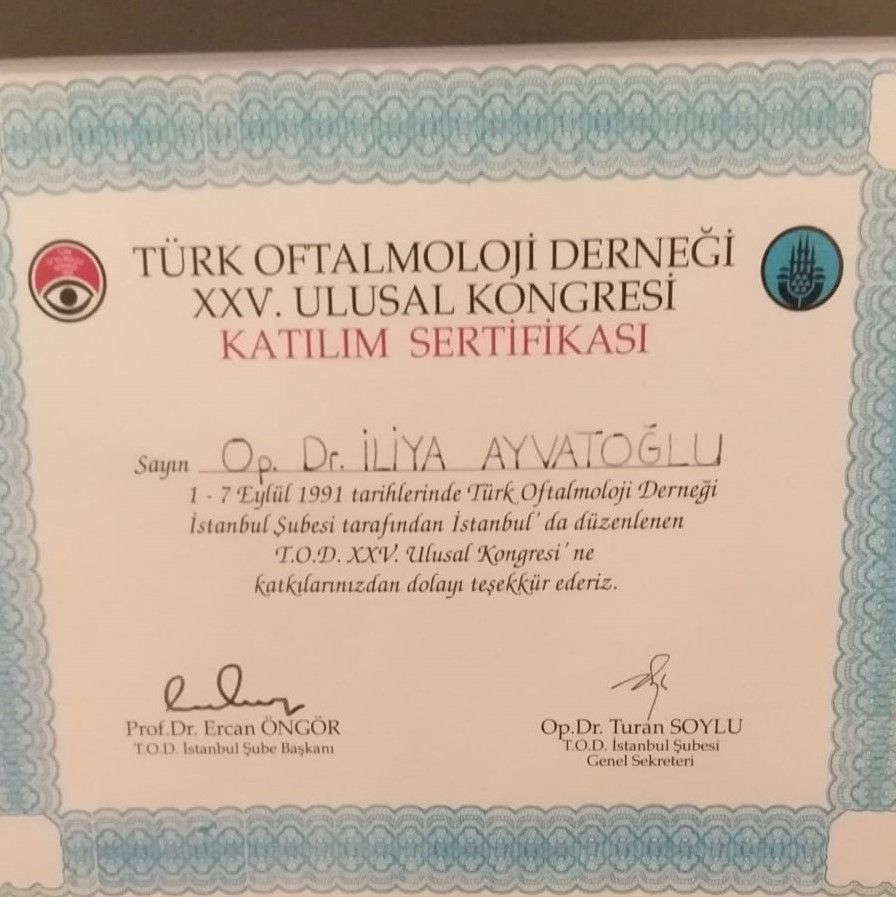 TÜRK OFTALMOLOJİ DERNEĞİ
XXV. ULUSAL KONGRESİ
KATILIM SERTİFİKASI
Sayın Op. Dr. İLİYA AYVATOĞLU
1 - 7 Eylül 1991 tarihlerinde Türk Oftalmoloji Derneği
İstanbul Şubesi tarafından İstanbul' da düzenlenen
T.O.D. XXV. Ulusal Kongresi' ne
katkılarınızdan dolayı teşekkür ederiz.
Prof.Dr. Ercan ÖNGÖR
T.O.D. İstanbul Şube Başkanı
Op.Dr. Turan SOYLU
T.O.D. İstanbul Şubesi
Genel Sekreteri